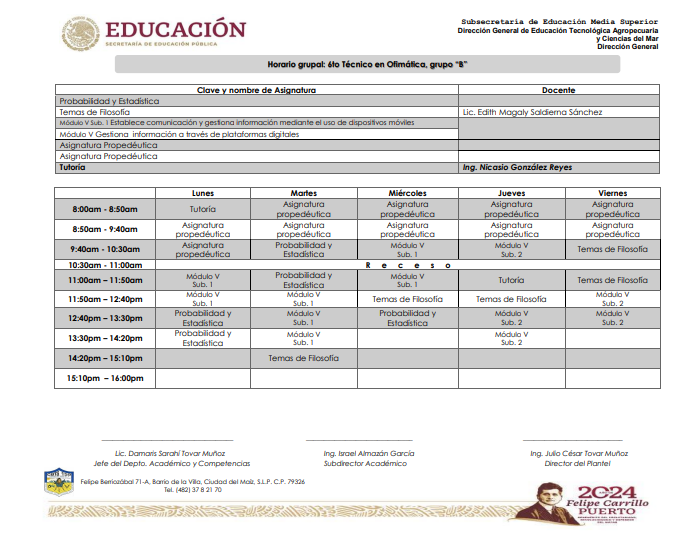 EDUCACIÓN
SECRETARÍA DE EDUCACIÓN PÚBLICA
Subsecretaría de Educación Media Superior
Dirección General de Educación Tecnológica Agropecuaria
y Ciencias del Mar
Dirección General
Horario grupal: 6to Técnico en Ofimática, grupo "B"
Clave y nombre de Asignatura Docente
Probabilidad y Estadística
Temas de Filosofía Lic. Edith Magaly Saldierna Sánchez
Módulo V Sub. 1 Establece comunicación y gestiona información mediante el uso de dispositivos móviles
Módulo V Gestiona información a través de plataformas digitales
Asignatura Propedéutica
Asignatura Propedéutica
Tutoría Ing. Nicasio González Reyes
Lunes Martes Miércoles Jueves Viernes
8:00am - 8:50am Tutoría Asignatura propedéutica Asignatura propedéutica Asignatura propedéutica Asignatura propedéutica
8:50am - 9:40am Asignatura propedéutica Asignatura propedéutica Asignatura propedéutica Asignatura propedéutica Asignatura propedéutica
9:40am - 10:30am Asignatura propedéutica Probabilidad y Estadística Módulo V Sub. 1 Módulo V Sub. 2 Temas de Filosofía
10:30am - 11:00am R e c e s o
11:00am – 11:50am Módulo V Sub. 1 Probabilidad y Estadística Módulo V Sub. 1 Tutoría Temas de Filosofía
11:50am – 12:40pm Módulo V Sub. 1 Módulo V Sub. 1 Temas de Filosofía Temas de Filosofía Módulo V Sub. 2
12:40pm – 13:30pm Probabilidad y Estadística Módulo V Sub. 1 Probabilidad y Estadística Módulo V Sub. 2 Módulo V Sub. 2
13:30pm – 14:20pm Probabilidad y Estadística Módulo V Sub. 1 Módulo V Sub. 2
14:20pm – 15:10pm Temas de Filosofía
15:10pm – 16:00pm
Lic. Damaris Sarahí Tovar Muñoz Ing. Israel Almazán García Ing. Julio César Tovar Muñoz
Jefe del Depto. Académico y Competencias Subdirector Académico Director del Plantel
Felipe Berriozábal 71-A, Barrio de la Villa, Ciudad del Maíz, S.L.P. C.P. 79326
Tel. (482) 37 8 21 70
2024
Felipe Carrillo
PUERTO